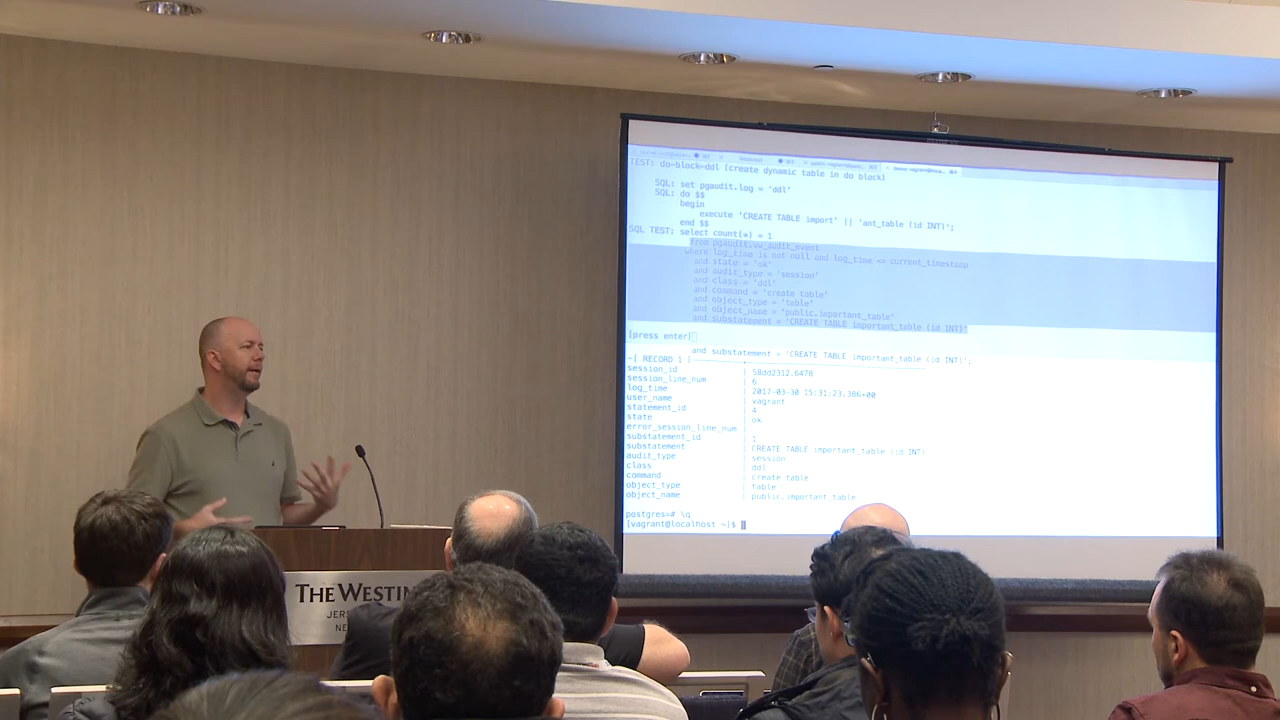 TEST: do-block-ddl (create dynamic table in do block)
SQL: set pgaudit.log = 'ddl'
SQL: do $$
begin
execute 'CREATE TABLE import' || 'ant_table (id INT)';
end $$
SQL TEST: select count(*) = 1
from pgaudit.vw_audit_event
where log_time is not null and log_time <= current_timestamp
and state = 'ok'
and audit_type = 'session'
and class = 'ddl'
and command = 'create table'
and object_type = 'table'
and object_name = 'public.important_table'
and substatement = 'CREATE TABLE important_table (id INT)'
[press enter]
and substatement = 'CREATE TABLE important_table (id INT)';
-[ RECORD 1 ]
session_id | 58dd2312.6478
session_line_num | 6
log_time | 2017-03-30 15:31:23.386+00
user_name | vagrant
statement_id | 4
state | ok
error_session_line_num |
substatement_id | 1
substatement | CREATE TABLE important_table (id INT)
audit_type | session
class | ddl
command | create table
object_type | table
object_name | public.important_table
postgres=# \q
[vagrant@localhost ~]$
THE WESTIN
JERS
NE